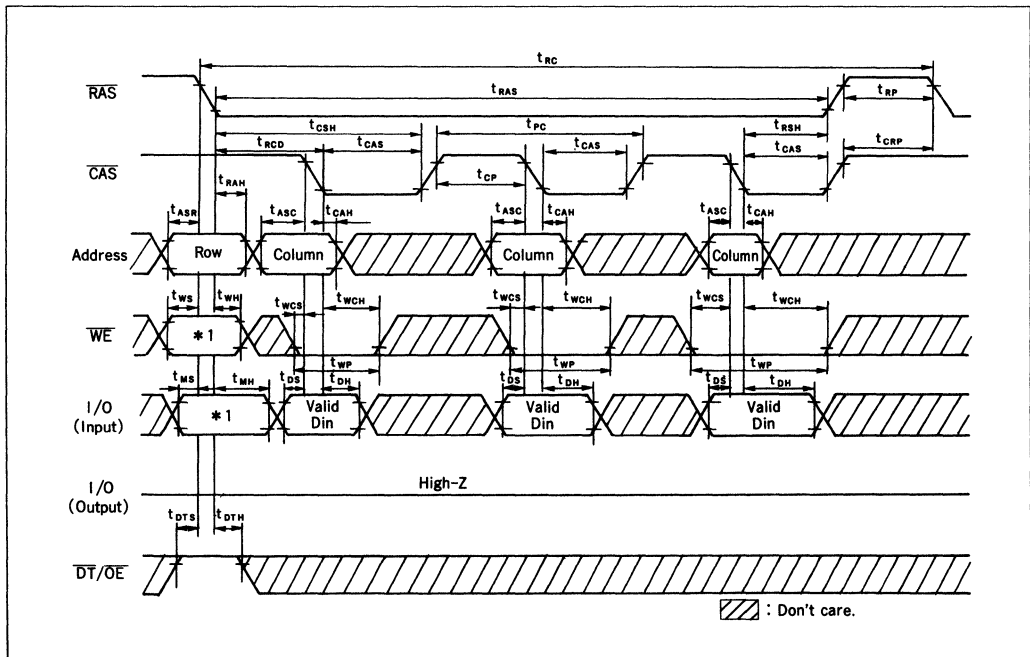 tRC
RAS
tRAS
tRP
tCSH
tPC
tRSH
tRCD
tCAS
tCAS
tCAS
tCRP
CAS
tCP
tRAH
tASR
tASC
tCAH
tASC
tCAH
tASC
tCAH
Address
Row
Column
Column
Column
tWS
tWH
tWCS
tWCH
tWCS
tWCH
tWCS
tWCH
WE
*1
tWP
tWP
tWP
tMS
tMH
tDS
tDH
tDS
tDH
tDS
tDH
I/O
(Input)
*1
Valid
Din
Valid
Din
Valid
Din
I/O
(Output)
High-Z
tDTS
tDTH
DT/OE
: Don't care.